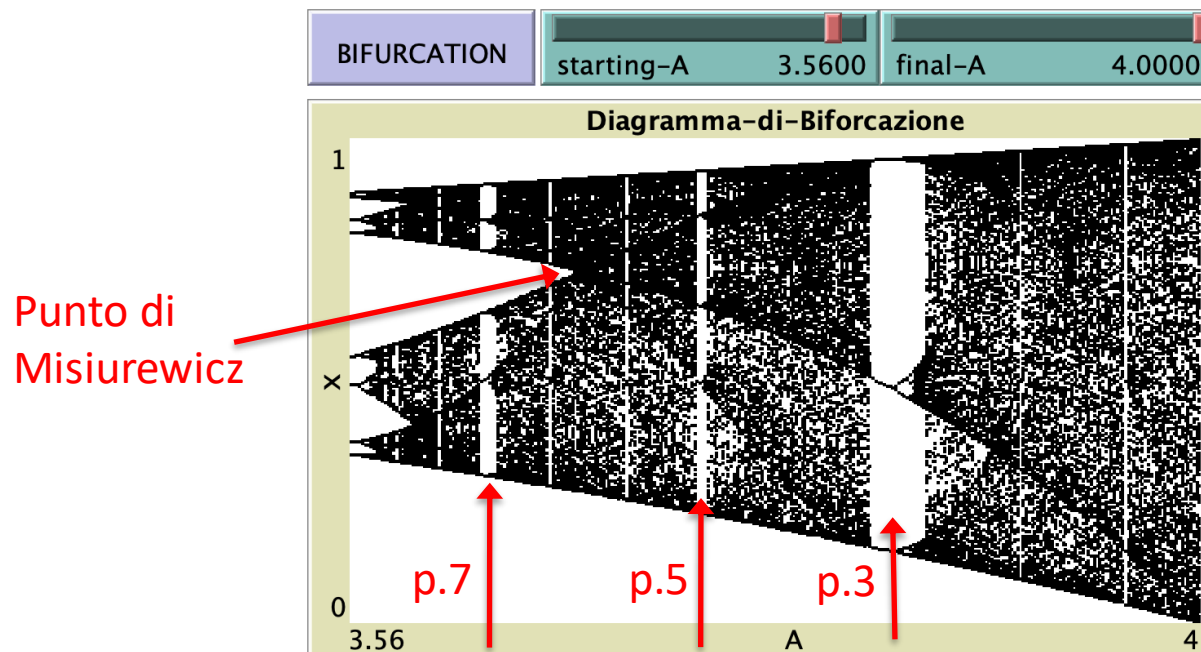 BIFURCATION
starting-A 3.5600
final-A 4.0000
Diagramma-di-Biforcazione
1
Punto di
Misiurewicz
x
p.7
p.5
p.3
0
3.56
A
4